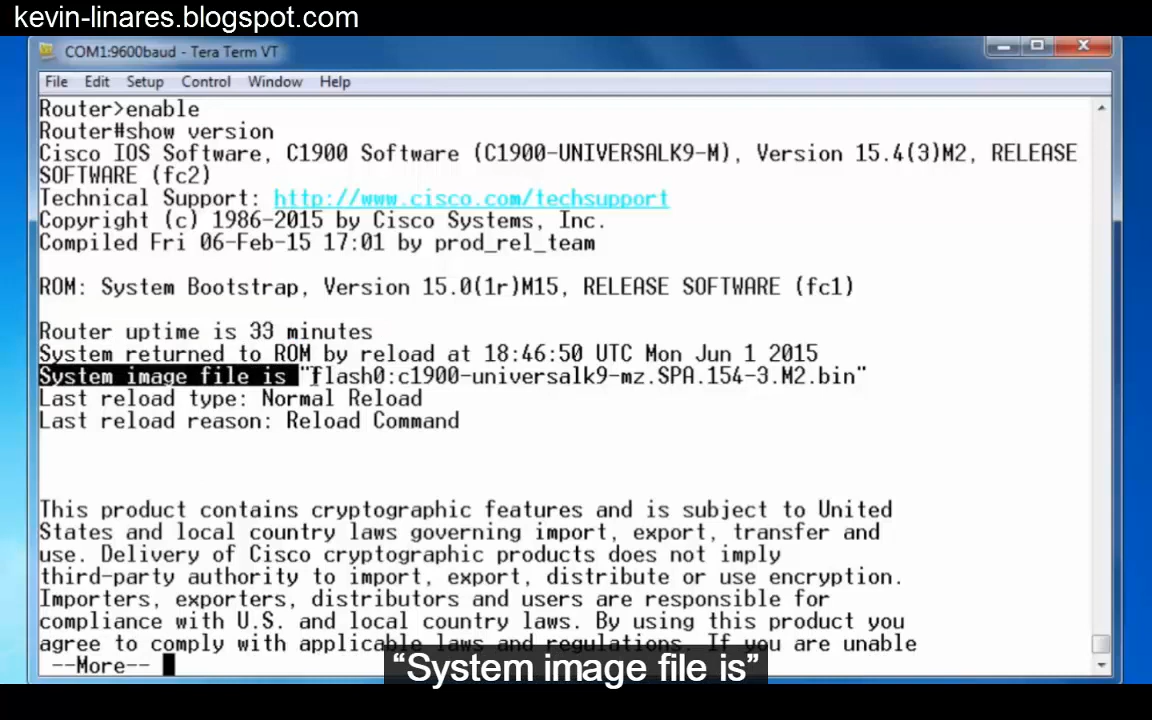 kevin-linares.blogspot.com
COM1:9600baud - Tera Term VT
File Edit Setup Control Window Help
Router>enable
Router#show version
Cisco IOS Software, C1900 Software (C1900-UNIVERSALK9-M), Version 15.4(3)M2, RELEASE
SOFTWARE (fc2)
Technical Support: http://www.cisco.com/techsupport
Copyright (c) 1986-2015 by Cisco Systems, Inc.
Compiled Fri 06-Feb-15 17:01 by prod_rel_team
ROM: System Bootstrap, Version 15.0(1r)M15, RELEASE SOFTWARE (fc1)
Router uptime is 33 minutes
System returned to ROM by reload at 18:46:50 UTC Mon Jun 1 2015
System image file is "flash0:c1900-universalk9-mz.SPA.154-3.M2.bin"
Last reload type: Normal Reload
Last reload reason: Reload Command
This product contains cryptographic features and is subject to United
States and local country laws governing import, export, transfer and
use. Delivery of Cisco cryptographic products does not imply
third-party authority to import, export, distribute or use encryption.
Importers, exporters, distributors and users are responsible for
compliance with U.S. and local country laws. By using this product you
agree to comply with applicable laws and regulations. If you are unable
--More--
“System image file is”